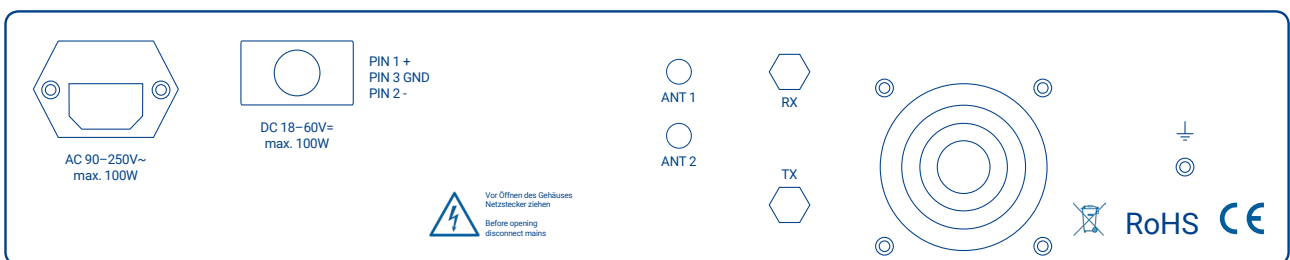 AC 90–250V~
max. 100W
DC 18–60V=
max. 100W
PIN 1 +
PIN 3 GND
PIN 2 -
Vor Öffnen des Gehäuses
Netzstecker ziehen
Before opening
disconnect mains
ANT 1
ANT 2
RX
TX
RoHS CE